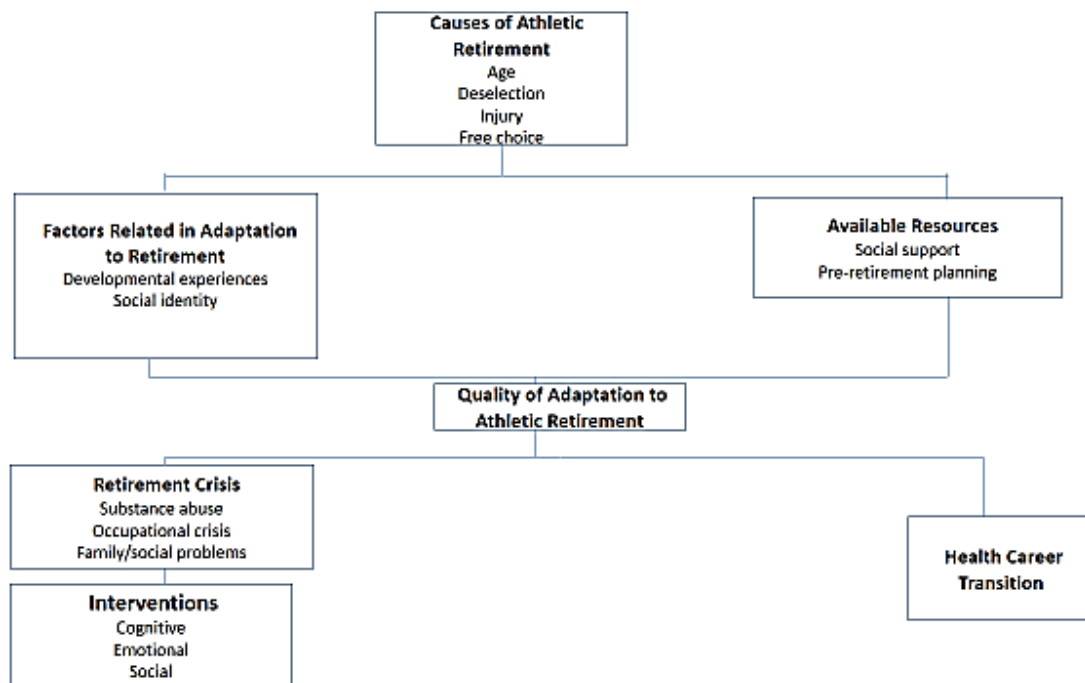 Causes of Athletic
Retirement
Age
Deselection
Injury
Free choice
Factors Related in Adaptation
to Retirement
Developmental experiences
Social identity
Available Resources
Social support
Pre-retirement planning
Quality of Adaptation to
Athletic Retirement
Retirement Crisis
Substance abuse
Occupational crisis
Family/social problems
Health Career
Transition
Interventions
Cognitive
Emotional
Social